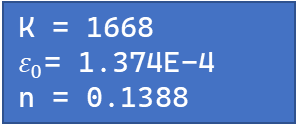 K = 1668
ε₀= 1.374E-4
n = 0.1388